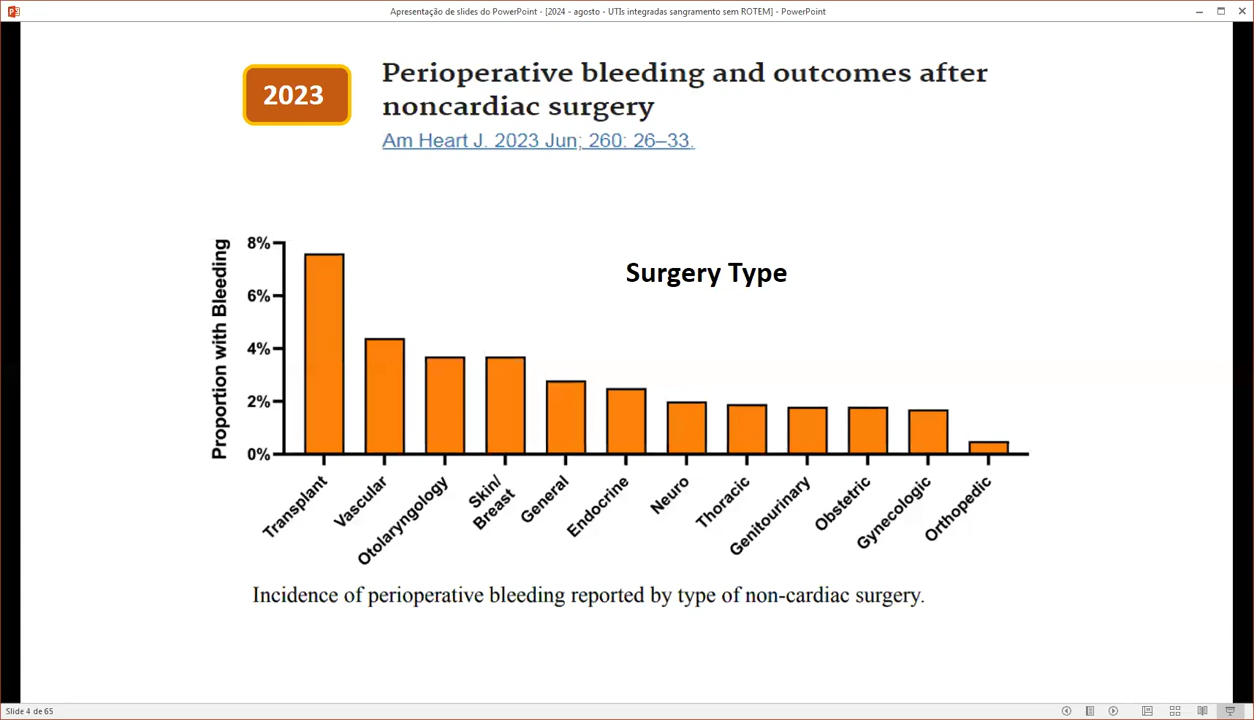 Apresentação de slides do PowerPoint - [2024 - agosto - UTIs integradas sangramento sem ROTEM] - PowerPoint
2023
Perioperative bleeding and outcomes after
noncardiac surgery
Am Heart J. 2023 Jun; 260: 26–33.
Surgery Type
Proportion with Bleeding
8%
6%
4%
2%
0%
Transplant
Vascular
Otolaryngology
Skin/
Breast
General
Endocrine
Neuro
Thoracic
Genitourinary
Obstetric
Gynecologic
Orthopedic
Incidence of perioperative bleeding reported by type of non-cardiac surgery.
Slide 4 de 65